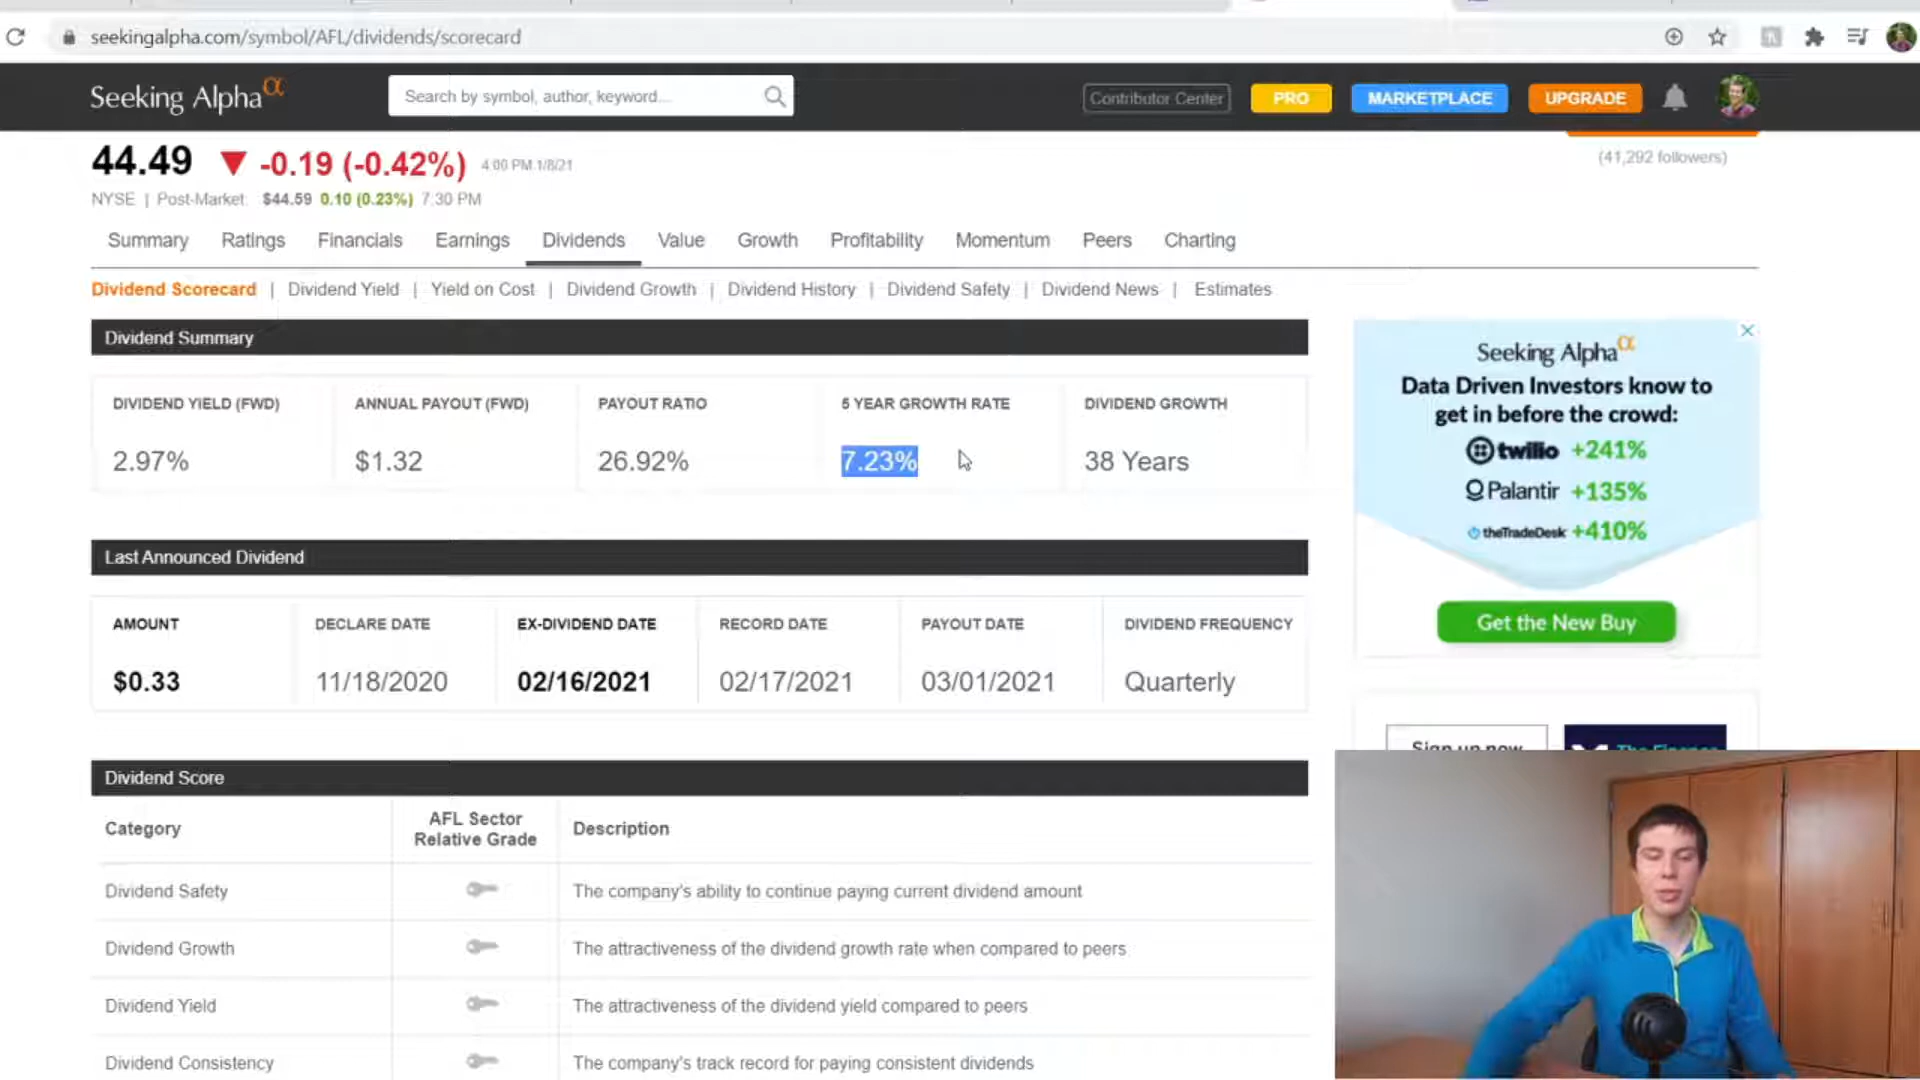 seekingalpha.com/symbol/AFL/dividends/scorecard
Seeking Alpha α
Search by symbol, author, keyword...
Contributor Center
PRO
MARKETPLACE
UPGRADE
44.49 ▼ -0.19 (-0.42%) 4:00 PM 1/8/21
(41,292 followers)
NYSE | Post-Market $44.59 0.10 (0.23%) 7:30 PM
Summary Ratings Financials Earnings Dividends Value Growth Profitability Momentum Peers Charting
Dividend Scorecard | Dividend Yield | Yield on Cost | Dividend Growth | Dividend History | Dividend Safety | Dividend News | Estimates
Dividend Summary
DIVIDEND YIELD (FWD) ANNUAL PAYOUT (FWD) PAYOUT RATIO 5 YEAR GROWTH RATE DIVIDEND GROWTH
2.97% $1.32 26.92% 7.23% 38 Years
Last Announced Dividend
AMOUNT DECLARE DATE EX-DIVIDEND DATE RECORD DATE PAYOUT DATE DIVIDEND FREQUENCY
$0.33 11/18/2020 02/16/2021 02/17/2021 03/01/2021 Quarterly
Dividend Score
Category AFL Sector Relative Grade Description
Dividend Safety The company's ability to continue paying current dividend amount
Dividend Growth The attractiveness of the dividend growth rate when compared to peers
Dividend Yield The attractiveness of the dividend yield compared to peers
Dividend Consistency The company's track record for paying consistent dividends
Seeking Alpha α
Data Driven Investors know to
get in before the crowd:
twilio +241%
Palantir +135%
theTradeDesk +410%
Get the New Buy
Sign up now